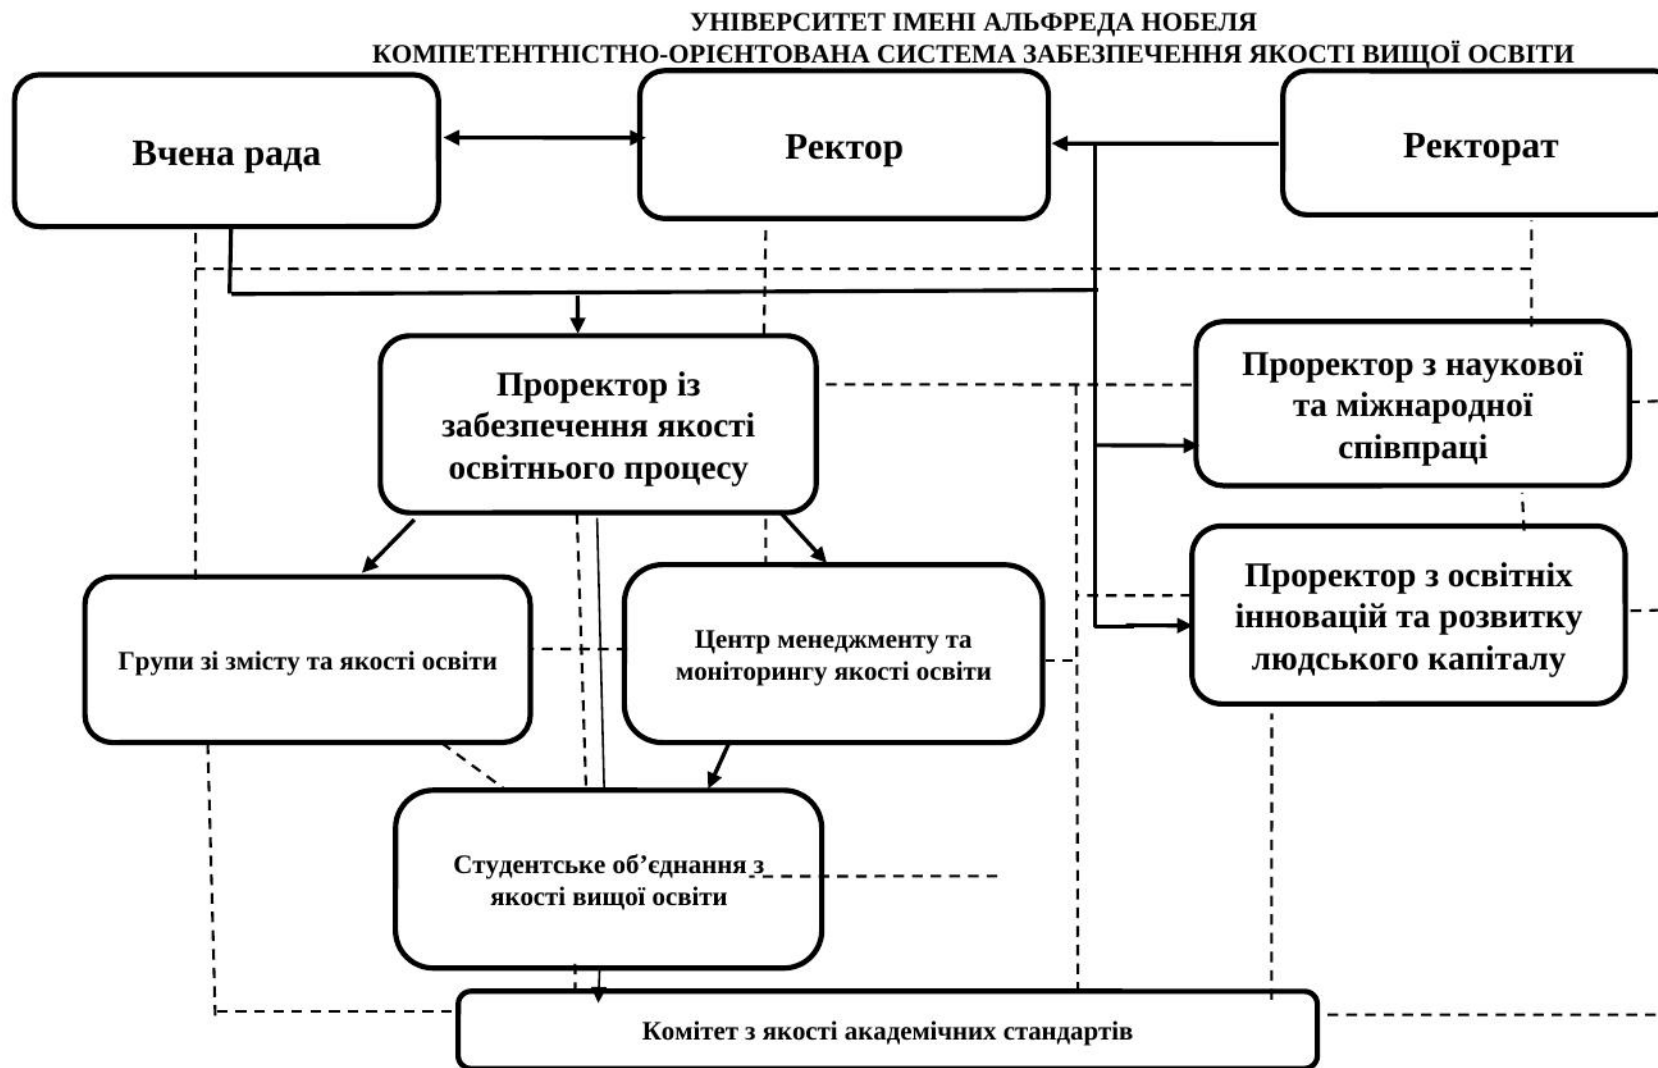 УНІВЕРСИТЕТ ІМЕНІ АЛЬФРЕДА НОБЕЛЯ
КОМПЕТЕНТНІСТНО-ОРІЄНТОВАНА СИСТЕМА ЗАБЕЗПЕЧЕННЯ ЯКОСТІ ВИЩОЇ ОСВІТИ
Вчена рада
Ректор
Ректорат
Проректор із
забезпечення якості
освітнього процесу
Проректор з наукової
та міжнародної
співпраці
Групи зі змісту та якості освіти
Центр менеджменту та
моніторингу якості освіти
Проректор з освітніх
інновацій та розвитку
людського капіталу
Студентське об’єднання з
якості вищої освіти
Комітет з якості академічних стандартів